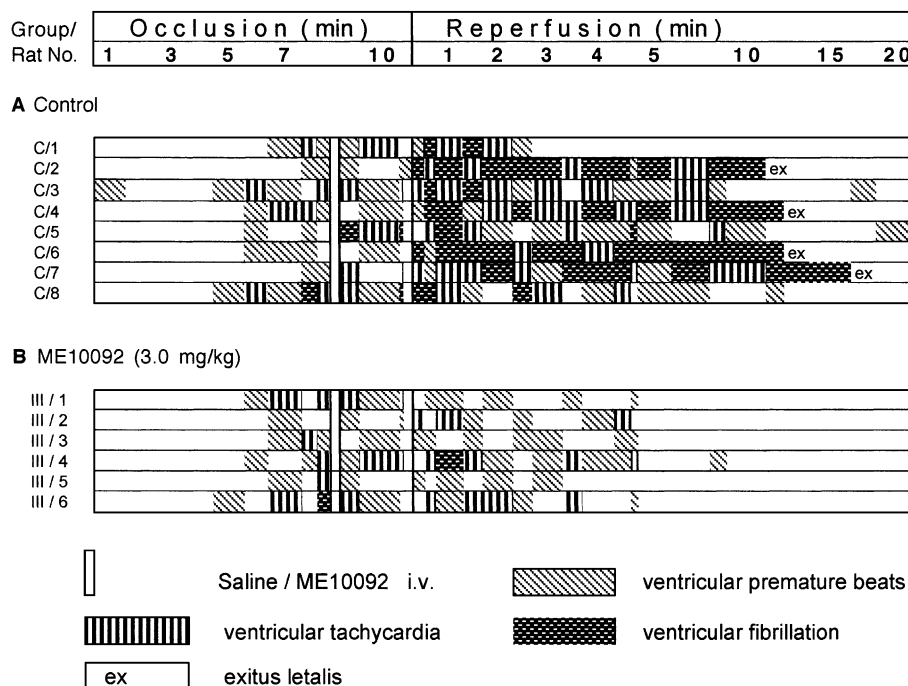 Group/ Occlusion (min) Reperfusion (min)
Rat No. 1 3 5 7 10 1 2 3 4 5 10 15 20
A Control
C/1
C/2 ex
C/3
C/4 ex
C/5
C/6 ex
C/7 ex
C/8
B ME10092 (3.0 mg/kg)
III / 1
III / 2
III / 3
III / 4
III / 5
III / 6
Saline / ME10092 i.v. ventricular premature beats
ventricular tachycardia ventricular fibrillation
ex exitus letalis